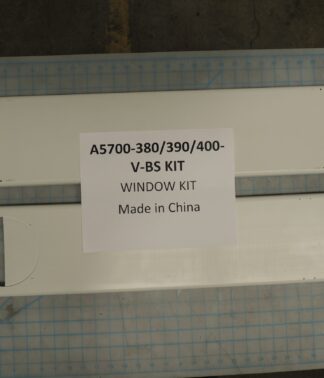 A5700-380/390/400-
V-BS KIT
WINDOW KIT
Made in China